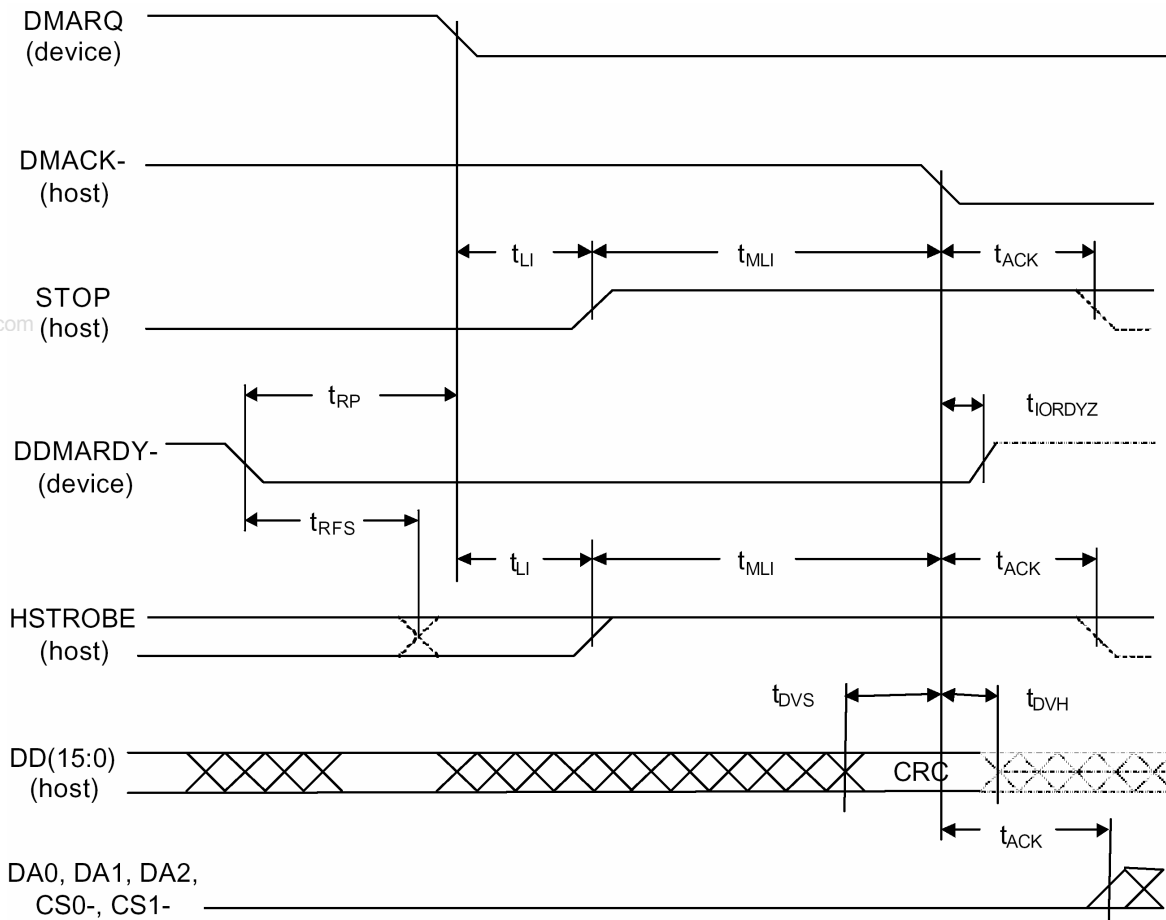 DMARQ
(device)
DMACK-
(host)
tLI
tMLI
tACK
STOP
(host)
com
tRP
tIORDYZ
DDMARDY-
(device)
tRFS
tLI
tMLI
tACK
HSTROBE
(host)
tDVS
tDVH
DD(15:0)
(host)
CRC
tACK
DA0, DA1, DA2,
CS0-, CS1-